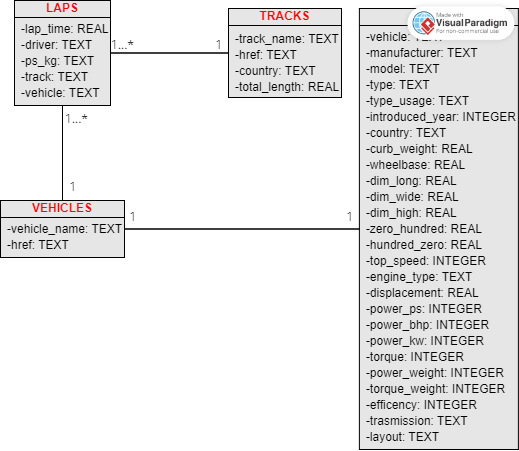 LAPS
-lap_time: REAL
-driver: TEXT
-ps_kg: TEXT
-track: TEXT
-vehicle: TEXT
1...*
1
TRACKS
-track_name: TEXT
-href: TEXT
-country: TEXT
-total_length: REAL
1...*
1
VEHICLES
-vehicle_name: TEXT
-href: TEXT
1
1
Made with
VisualParadigm
For non-commercial use
-vehicle:
-manufacturer: TEXT
-model: TEXT
-type: TEXT
-type_usage: TEXT
-introduced_year: INTEGER
-country: TEXT
-curb_weight: REAL
-wheelbase: REAL
-dim_long: REAL
-dim_wide: REAL
-dim_high: REAL
-zero_hundred: REAL
-hundred_zero: REAL
-top_speed: INTEGER
-engine_type: TEXT
-displacement: REAL
-power_ps: INTEGER
-power_bhp: INTEGER
-power_kw: INTEGER
-torque: INTEGER
-power_weight: INTEGER
-torque_weight: INTEGER
-efficency: INTEGER
-trasmission: TEXT
-layout: TEXT